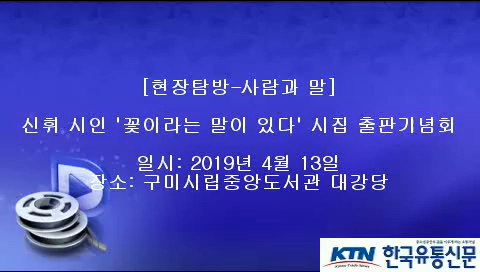 [현장탐방-사람과 말]
신휘 시인 '꽃이라는 말이 있다' 시집 출판기념회
일시: 2019년 4월 13일
장소: 구미시립중앙도서관 대강당
KTN 한국유통신문